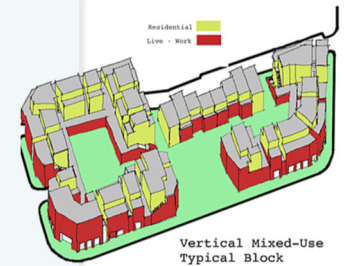 Residential
Live - Work
Vertical Mixed-Use
Typical Block